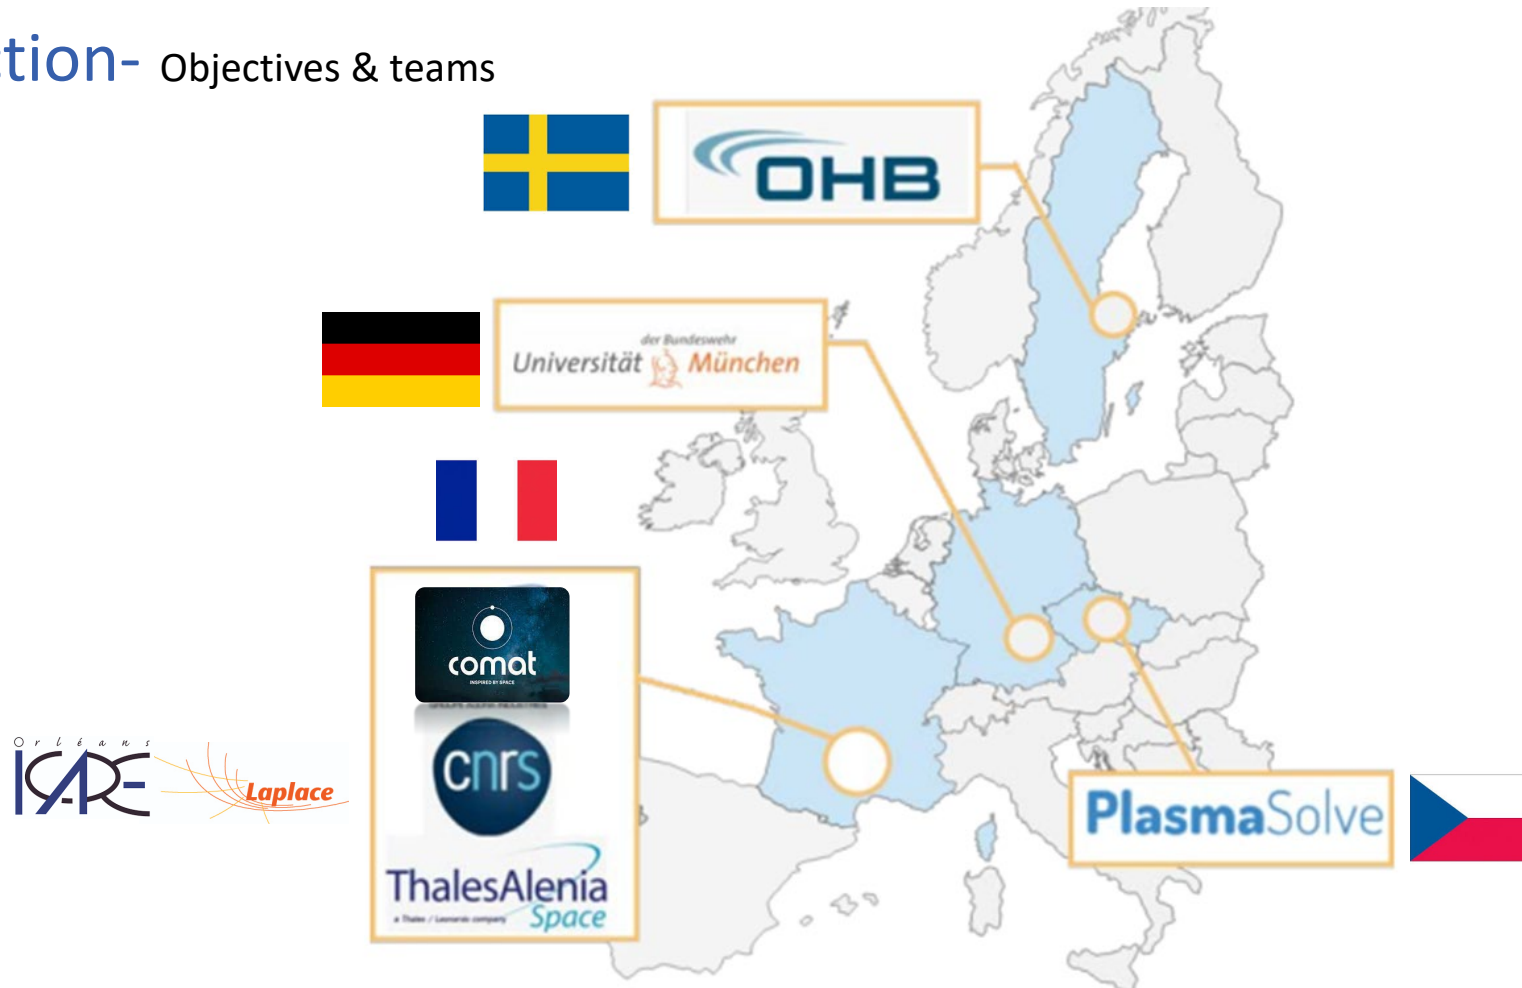 ction- Objectives & teams
OHB
der Bundeswehr
Universität München
comat
INSPIRED BY SPACE
cnrs
ThalesAlenia
a Thales / Leonardo company Space
Orléans
ICARE
Laplace
PlasmaSolve